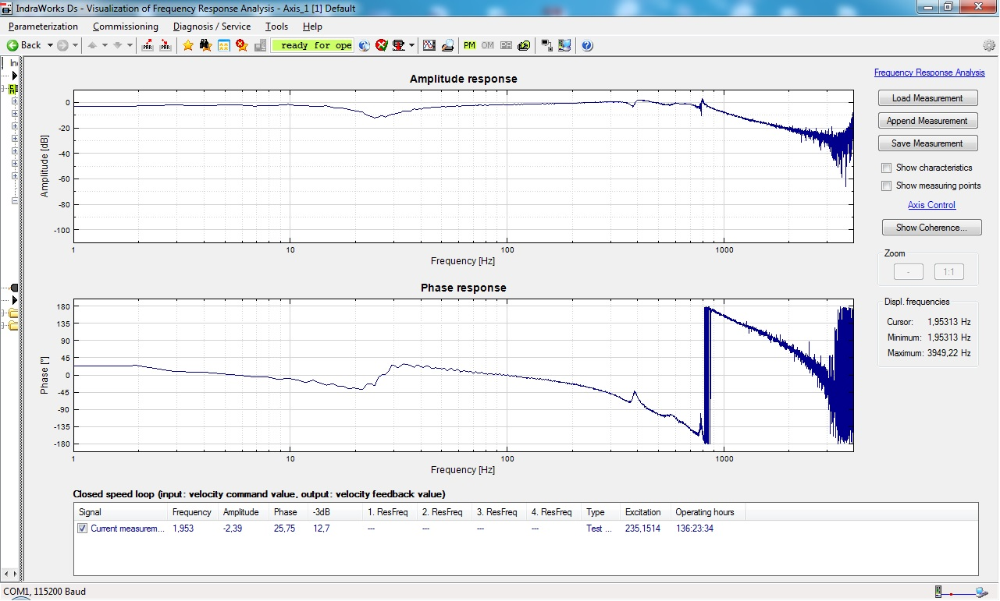 IndraWorks Ds - Visualization of Frequency Response Analysis - Axis_1 [1] Default
Parameterization Commissioning Diagnosis / Service Tools Help
Back PAR PAR ready for ope PM OM
In
Amplitude response
Amplitude [dB]
0
-20
-40
-60
-80
-100
1 10 100 1000
Frequency [Hz]
Phase response
Phase [°]
180
135
90
45
0
-45
-90
-135
-180
1 10 100 1000
Frequency [Hz]
Frequency Response Analysis
Load Measurement
Append Measurement
Save Measurement
Show characteristics
Show measuring points
Axis Control
Show Coherence...
Zoom
- 1:1
Displ. frequencies
Cursor: 1,95313 Hz
Minimum: 1.95313 Hz
Maximum: 3949,22 Hz
Closed speed loop (input: velocity command value, output: velocity feedback value)
Signal Frequency Amplitude Phase -3dB 1. ResFreq 2. ResFreq 3. ResFreq 4. ResFreq Type Excitation Operating hours
Current measurem... 1,953 -2,39 25,75 12,7 --- --- --- --- Test ... 235,1514 136:23:34
COM1, 115200 Baud